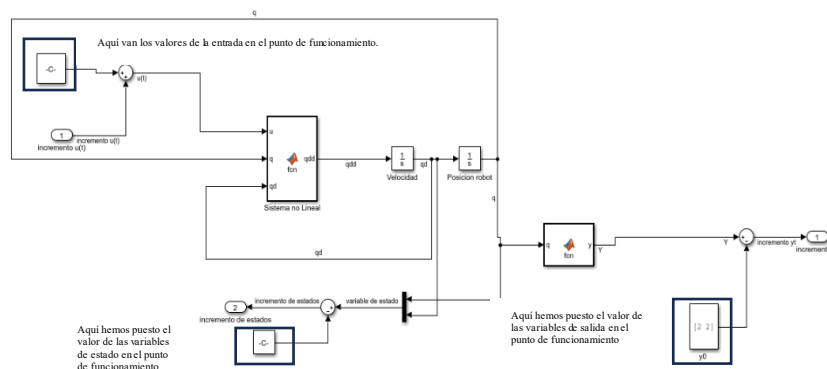 q
Aquí van los valores de la entrada en el punto de funcionamiento.
-C-
u(t)
1
incremento u(t)
incremento u(t)
u
q
qd
fcn
qdd
Sistema no Lineal
qdd
1
s
Velocidad
qd
qd
1
s
Posicion robot
q
q
fcn
y
Y
Y
incremento yt
1
increment
2
incremento de estados
incremento de estados
variable de estado
-C-
Aquí hemos puesto el
valor de las variables
de estado en el punto
de funcionamiento
Aquí hemos puesto el valor de
las variables de salida en el
punto de funcionamiento
[2 2]
y0